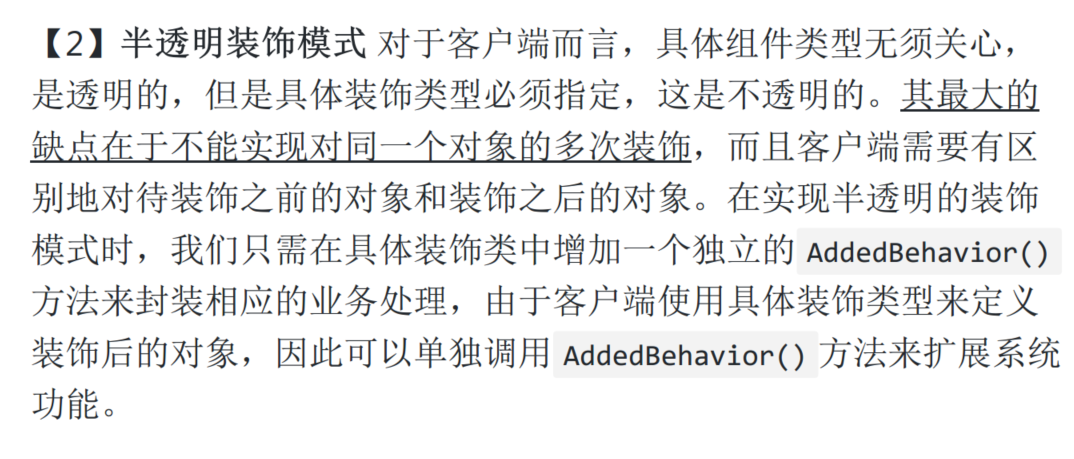 【2】半透明装饰模式 对于客户端而言，具体组件类型无须关心，
是透明的，但是具体装饰类型必须指定，这是不透明的。其最大的
缺点在于不能实现对同一个对象的多次装饰，而且客户端需要有区
别地对待装饰之前的对象和装饰之后的对象。在实现半透明的装饰
模式时，我们只需在具体装饰类中增加一个独立的 AddedBehavior()
方法来封装相应的业务处理，由于客户端使用具体装饰类型来定义
装饰后的对象，因此可以单独调用 AddedBehavior() 方法来扩展系统
功能。